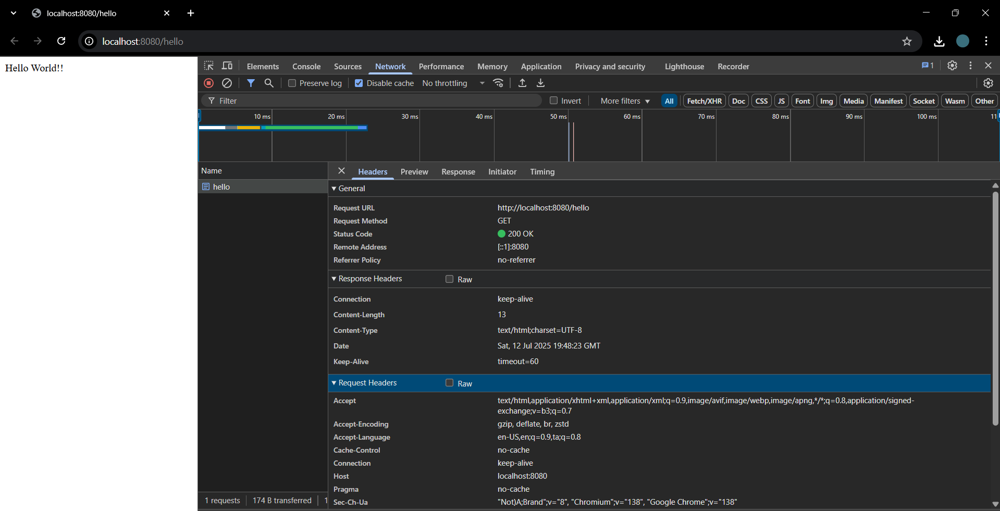 localhost:8080/hello
localhost:8080/hello
Hello World!!
Elements Console Sources Network Performance Memory Application Privacy and security Lighthouse Recorder 1
Preserve log Disable cache No throttling
Filter Invert More filters All Fetch/XHR Doc CSS JS Font Img Media Manifest Socket Wasm Other
10 ms 20 ms 30 ms 40 ms 50 ms 60 ms 70 ms 80 ms 90 ms 100 ms 11
Name
hello
Headers Preview Response Initiator Timing
General
Request URL http://localhost:8080/hello
Request Method GET
Status Code 200 OK
Remote Address [::1]:8080
Referrer Policy no-referrer
Response Headers Raw
Connection keep-alive
Content-Length 13
Content-Type text/html;charset=UTF-8
Date Sat, 12 Jul 2025 19:48:23 GMT
Keep-Alive timeout=60
Request Headers Raw
Accept text/html,application/xhtml+xml,application/xml;q=0.9,image/avif,image/webp,image/apng,*/*;q=0.8,application/signed-
exchange;v=b3;q=0.7
Accept-Encoding gzip, deflate, br, zstd
Accept-Language en-US,en;q=0.9,ta;q=0.8
Cache-Control no-cache
Connection keep-alive
Host localhost:8080
Pragma no-cache
Sec-Ch-Ua "Not)A;Brand";v="8", "Chromium";v="138", "Google Chrome";v="138"
1 requests 174 B transferred 1